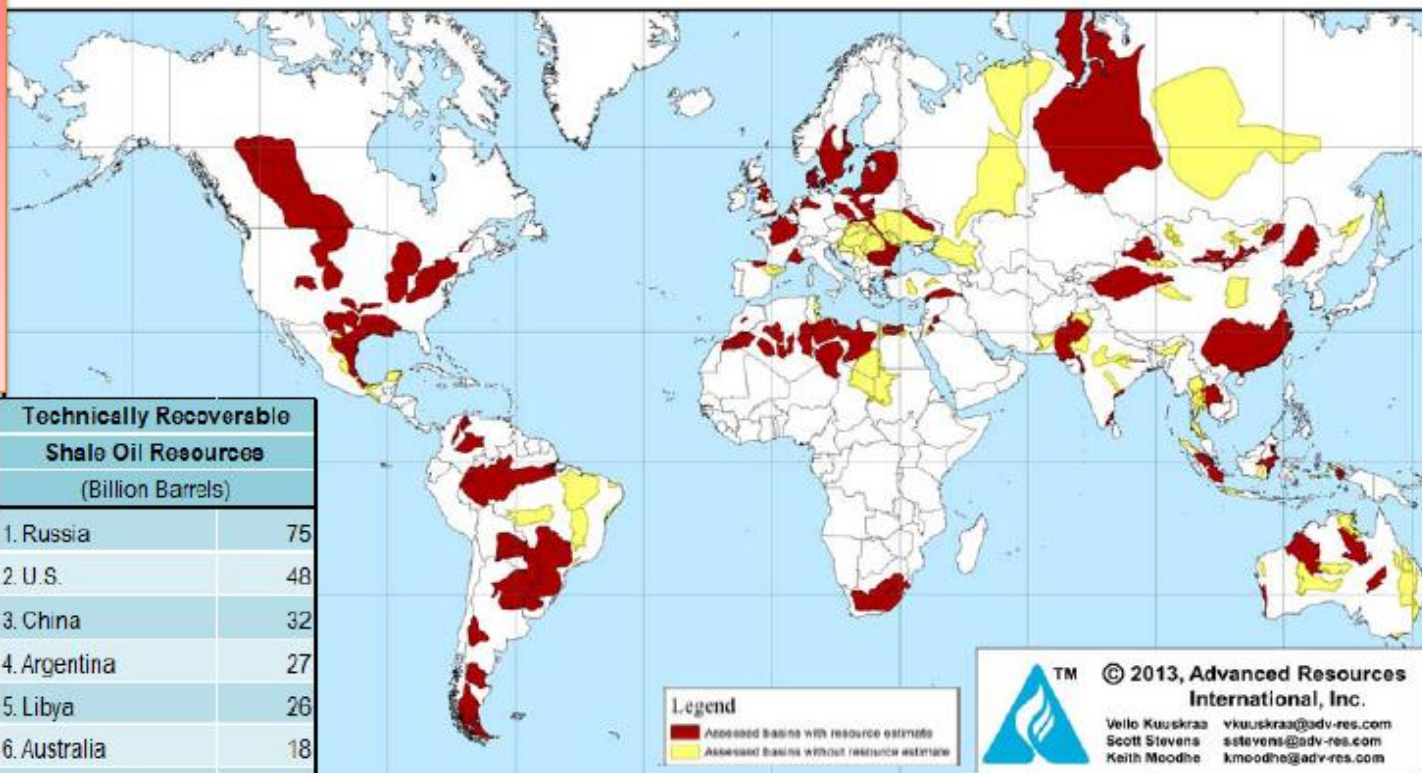 Technically Recoverable
Shale Oil Resources
(Billion Barrels)
1. Russia 75
2. U.S. 48
3. China 32
4. Argentina 27
5. Libya 26
6. Australia 18
Legend
Assessed basins with resource estimate
Assessed basins without resource estimate
TM
© 2013, Advanced Resources
International, Inc.
Vello Kuuskraa vkuuskraa@adv-res.com
Scott Stevens sstevens@adv-res.com
Keith Moodhe kmoodhe@adv-res.com